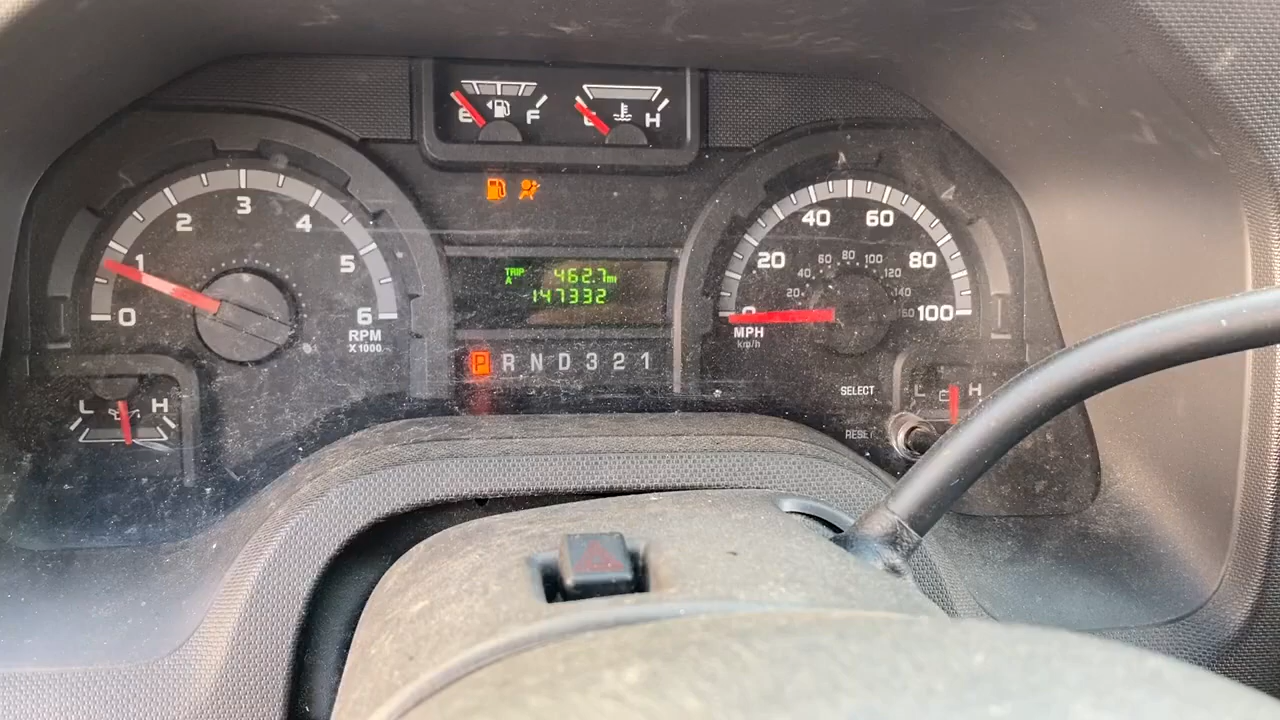 E F
C H
0 1 2 3 4 5 6
RPM
X 1000
L H
TRIP
A
462.7 mi
147332
P R N D 3 2 1
0 20 40 60 80 100
20 40 60 80 100 120 140 160
MPH
km/h
SELECT
RESET
L H